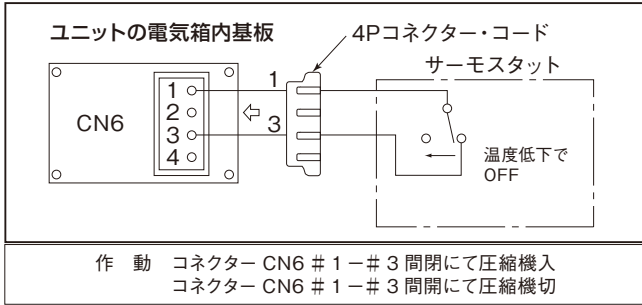 ユニットの電気箱内基板
4Pコネクター・コード
サーモスタット
CN6
1
2
3
4
1
3
温度低下で
OFF
作　動　コネクター CN6 ＃1－＃3 間閉にて圧縮機入
コネクター CN6 ＃1－＃3 間開にて圧縮機切